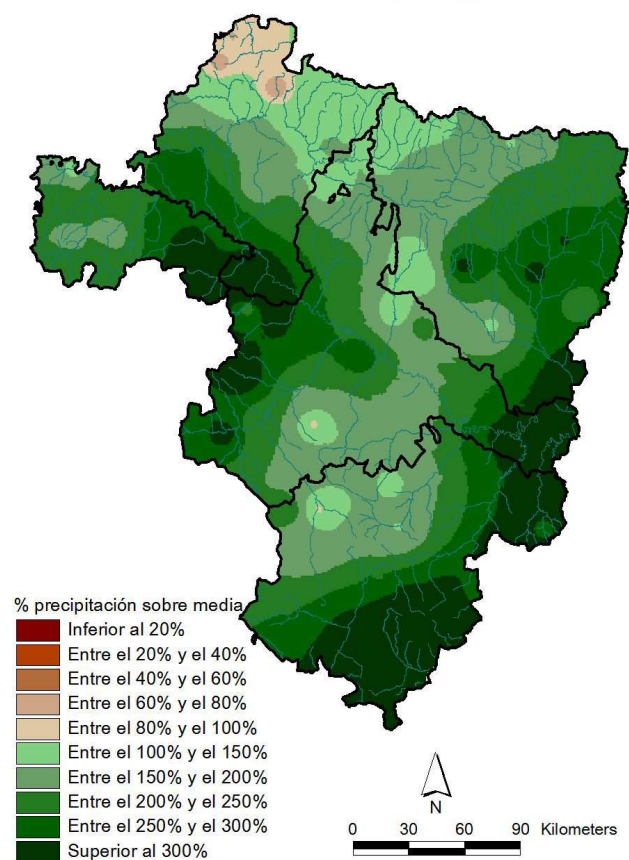 % precipitación sobre media
Inferior al 20%
Entre el 20% y el 40%
Entre el 40% y el 60%
Entre el 60% y el 80%
Entre el 80% y el 100%
Entre el 100% y el 150%
Entre el 150% y el 200%
Entre el 200% y el 250%
Entre el 250% y el 300%
Superior al 300%
N
0 30 60 90 Kilometers